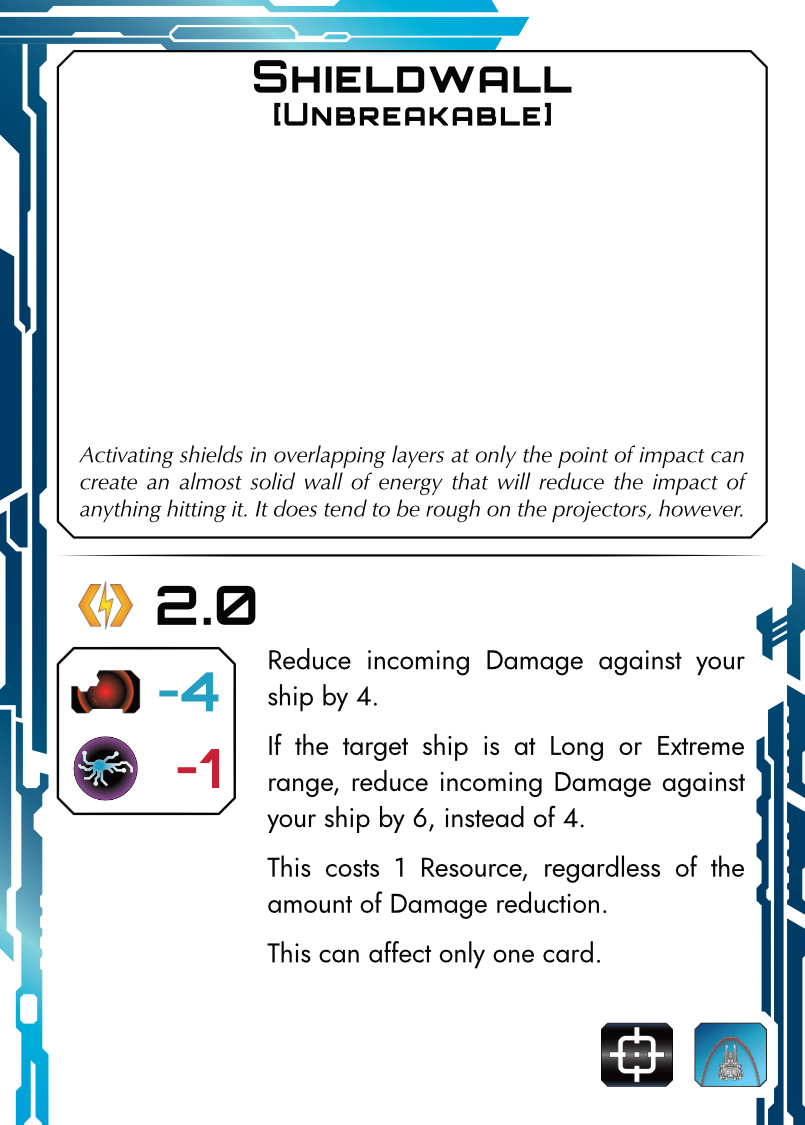 Shieldwall
[Unbreakable]
Activating shields in overlapping layers at only the point of impact can
create an almost solid wall of energy that will reduce the impact of
anything hitting it. It does tend to be rough on the projectors, however.
2.0
-4
-1
Reduce incoming Damage against your
ship by 4.
If the target ship is at Long or Extreme
range, reduce incoming Damage against
your ship by 6, instead of 4.
This costs 1 Resource, regardless of the
amount of Damage reduction.
This can affect only one card.